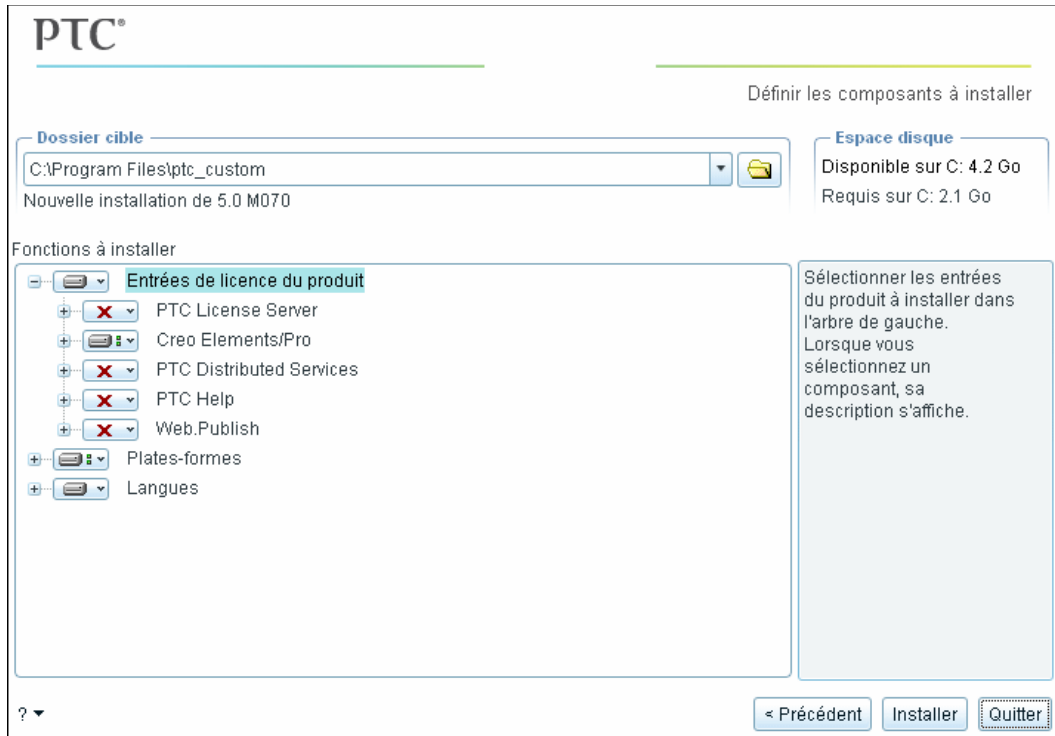 PTC®
Définir les composants à installer
Dossier cible
C:\Program Files\ptc_custom
Nouvelle installation de 5.0 M070
Espace disque
Disponible sur C: 4.2 Go
Requis sur C: 2.1 Go
Fonctions à installer
Entrées de licence du produit
PTC License Server
Creo Elements/Pro
PTC Distributed Services
PTC Help
Web.Publish
Plates-formes
Langues
Sélectionner les entrées
du produit à installer dans
l'arbre de gauche.
Lorsque vous
sélectionnez un
composant, sa
description s'affiche.
?
< Précédent
Installer
Quitter